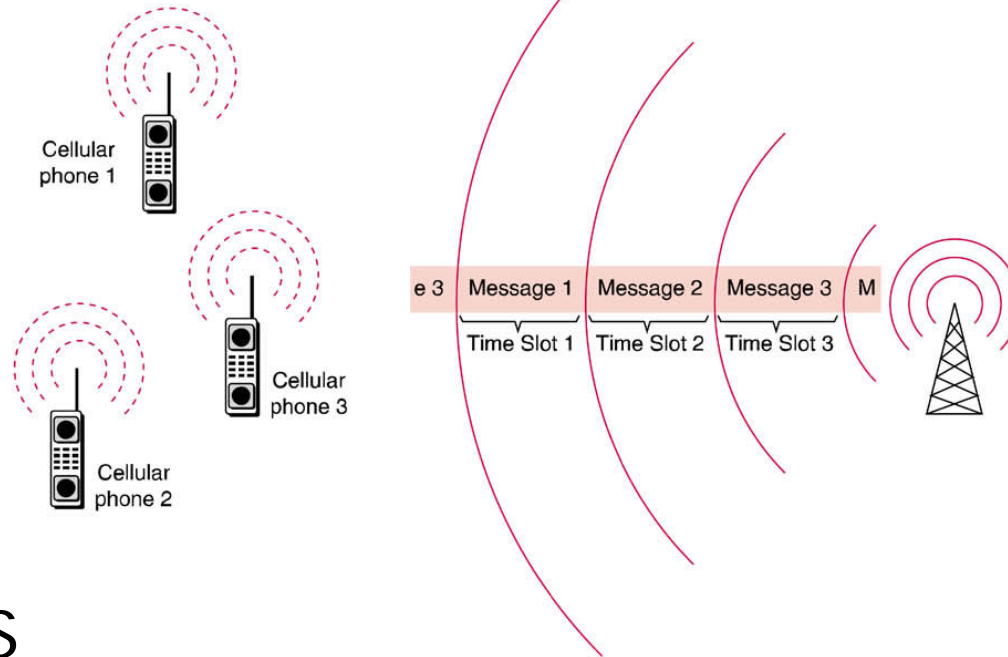 Cellular
phone 1
e 3 Message 1 Message 2 Message 3 M
Time Slot 1 Time Slot 2 Time Slot 3
Cellular
phone 3
Cellular
phone 2
s